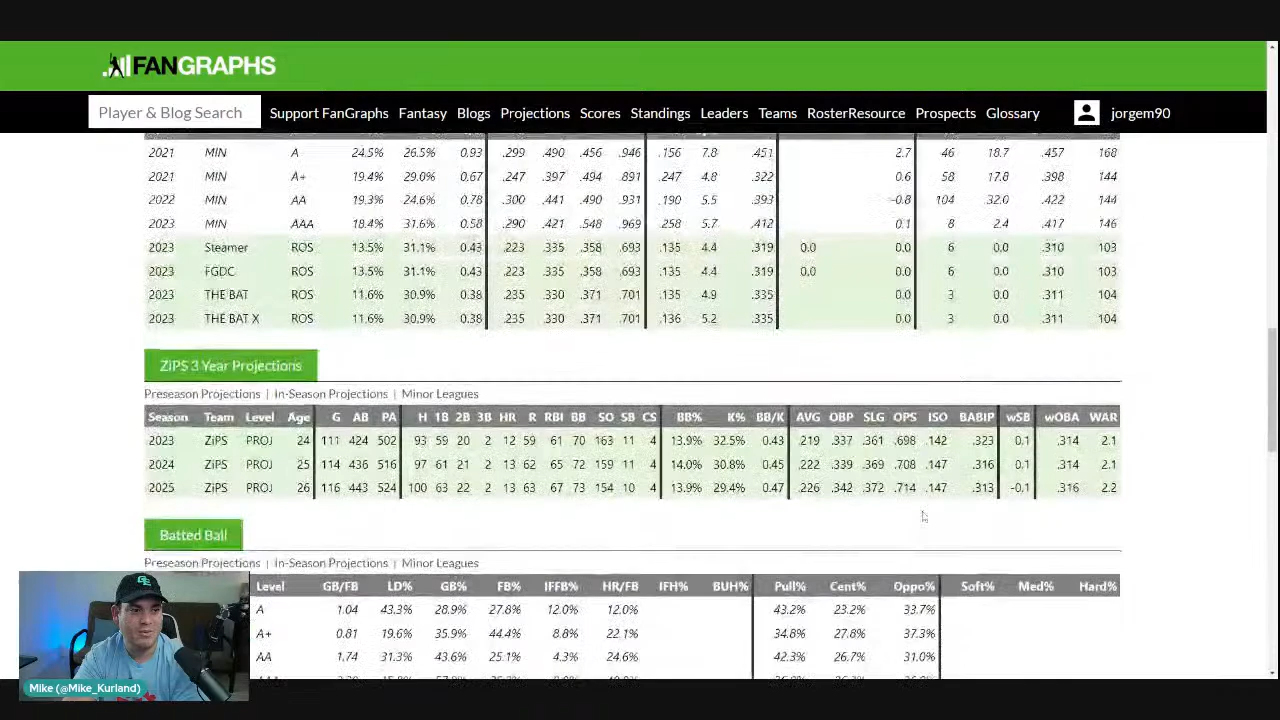 FANGRAPHS
Player & Blog Search Support FanGraphs Fantasy Blogs Projections Scores Standings Leaders Teams RosterResource Prospects Glossary jorgem90
2021 MIN A- 24.5% 26.5% 0.93 .299 .490 .456 .946 .156 7.8 .451 2.7 46 18.7 .457 168
2021 MIN A+ 19.4% 29.0% 0.67 .247 .397 .494 .891 .247 4.8 .322 0.6 58 17.8 .398 144
2022 MIN AA 19.3% 24.6% 0.78 .300 .441 .490 .931 .190 5.5 .393 -0.8 104 32.0 .422 144
2023 MIN AAA 18.4% 31.6% 0.58 .290 .421 .548 .969 .258 5.7 .412 0.1 8 2.4 .417 146
2023 Steamer ROS 13.5% 31.1% 0.43 .223 .335 .358 .693 .135 4.4 .319 0.0 0.0 6 0.0 .310 103
2023 FGDC ROS 13.5% 31.1% 0.43 .223 .335 .358 .693 .135 4.4 .319 0.0 0.0 6 0.0 .310 103
2023 THE BAT ROS 11.6% 30.9% 0.38 .235 .330 .371 .701 .135 4.9 .335 0.0 3 0.0 .311 104
2023 THE BAT X ROS 11.6% 30.9% 0.38 .235 .330 .371 .701 .136 5.2 .335 0.0 3 0.0 .311 104
ZiPS 3 Year Projections
Preseason Projections | In-Season Projections | Minor Leagues
Season Team Level Age G AB PA H 1B 2B 3B HR R RBI BB SO SB CS BB% K% BB/K AVG OBP SLG OPS ISO BABIP wSB wOBA WAR
2023 ZiPS PROJ 24 111 424 502 93 59 20 2 12 59 61 70 163 11 4 13.9% 32.5% 0.43 .219 .337 .361 .698 .142 .323 0.1 .314 2.1
2024 ZiPS PROJ 25 114 436 516 97 61 21 2 13 62 65 72 159 11 4 14.0% 30.8% 0.45 .222 .339 .369 .708 .147 .316 0.1 .314 2.1
2025 ZiPS PROJ 26 116 443 524 100 63 22 2 13 63 67 73 154 10 4 13.9% 29.4% 0.47 .226 .342 .372 .714 .147 .313 -0.1 .316 2.2
Batted Ball
Preseason Projections | In-Season Projections | Minor Leagues
Level GB/FB LD% GB% FB% IFFB% HR/FB IFH% BUH% Pull% Cent% Oppo% Soft% Med% Hard%
A 1.04 43.3% 28.9% 27.8% 12.0% 12.0% 43.2% 23.2% 33.7%
A+ 0.81 19.6% 35.9% 44.4% 8.8% 22.1% 34.8% 27.8% 37.3%
AA 1.74 31.3% 43.6% 25.1% 4.3% 24.6% 42.3% 26.7% 31.0%
Mike (@Mike_Kurland)